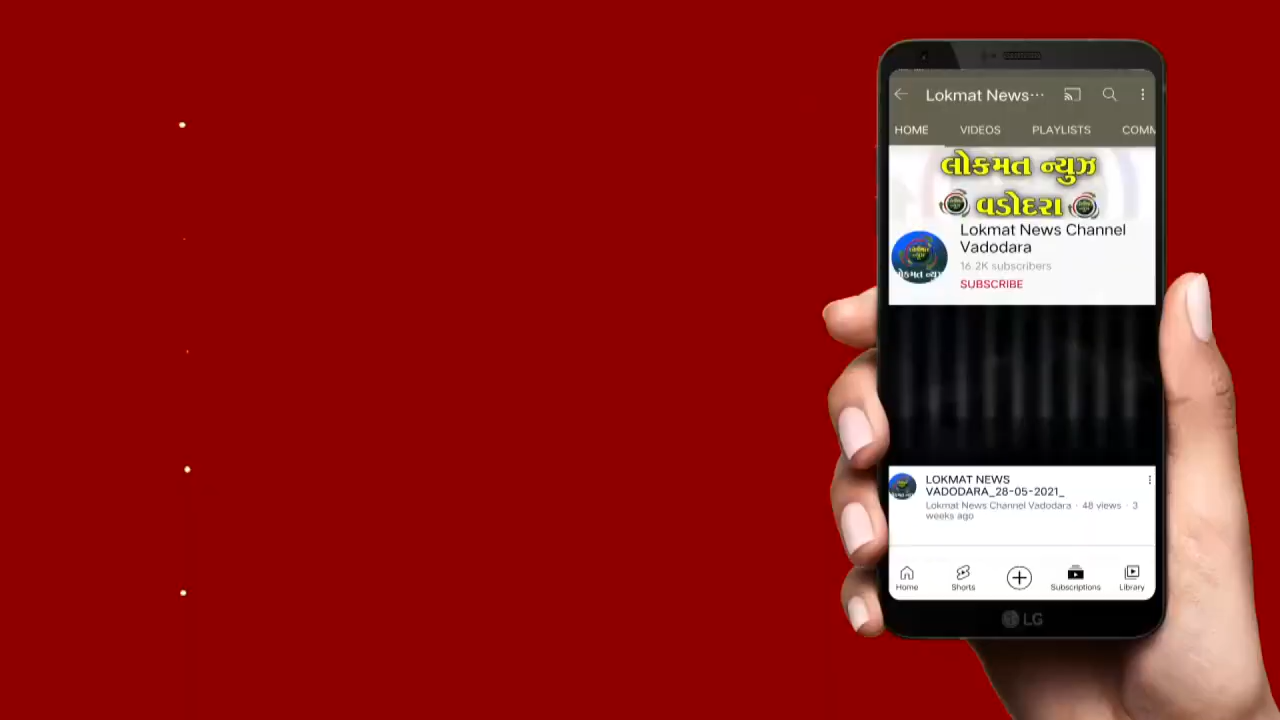 Lokmat News...
HOME VIDEOS PLAYLISTS COMM
લોકમત ન્યુઝ
વડોદરા
Lokmat News Channel
Vadodara
16.2K subscribers
SUBSCRIBE
LOKMAT NEWS
VADODARA_28-05-2021_
Lokmat News Channel Vadodara · 48 views · 3
weeks ago
Home Shorts Subscriptions Library
LG